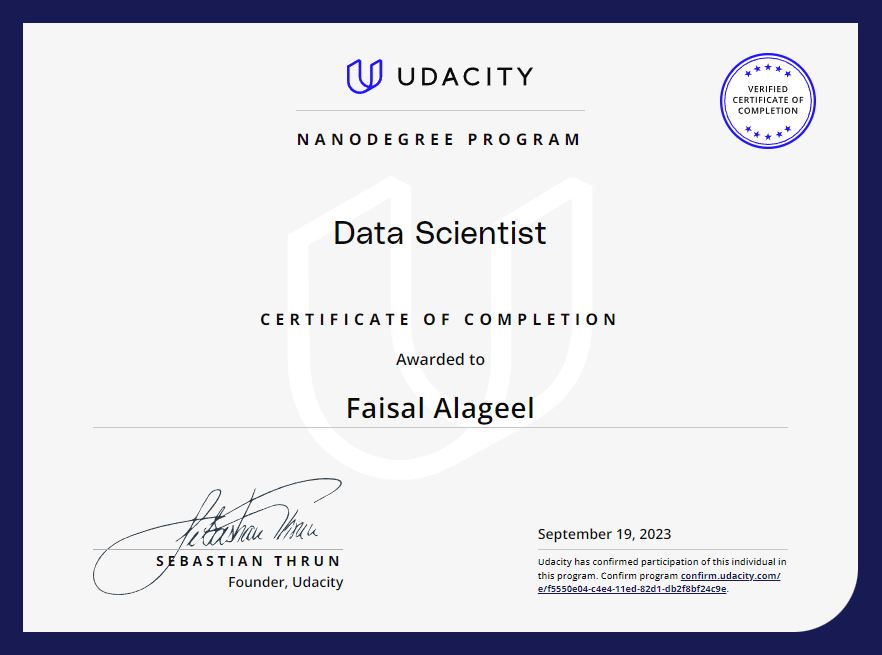 UDACITY
VERIFIED
CERTIFICATE OF
COMPLETION
NANODEGREE PROGRAM
Data Scientist
CERTIFICATE OF COMPLETION
Awarded to
Faisal Alageel
Sebastian Thrun
SEBASTIAN THRUN
Founder, Udacity
September 19, 2023
Udacity has confirmed participation of this individual in
this program. Confirm program confirm.udacity.com/
e/f5550e04-c4e4-11ed-82d1-db2f8bf24c9e.